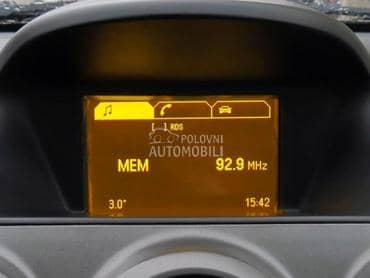 RDS
POLOVNI
AUTOMOBILI
MEM 92.9 MHz
3.0° 15:42